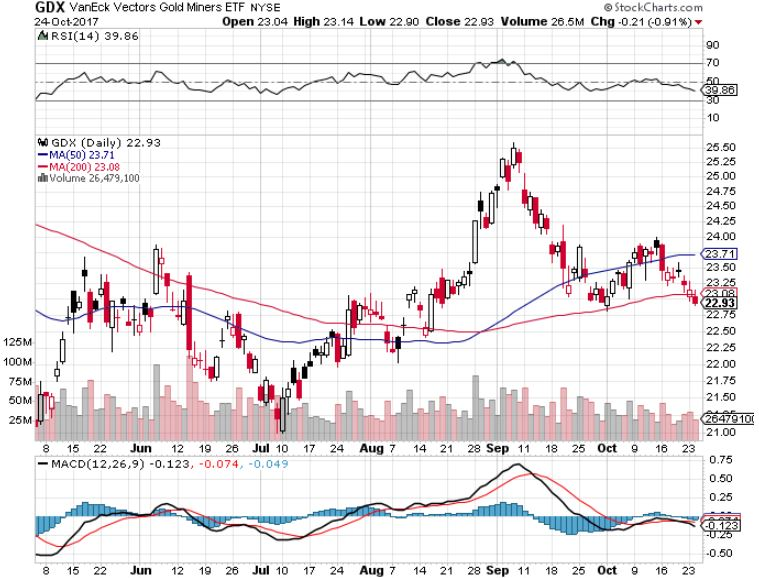 GDX VanEck Vectors Gold Miners ETF NYSE © StockCharts.com
24-Oct-2017 Open 23.04 High 23.14 Low 22.90 Close 22.93 Volume 26.5M Chg -0.21 (-0.91%)
RSI(14) 39.86
90
70
50
39.86
30
10
GDX (Daily) 22.93
MA(50) 23.71
MA(200) 23.08
Volume 26,479,100
25.50
25.25
25.00
24.75
24.50
24.25
24.00
23.71
23.50
23.25
23.08
22.93
22.75
22.50
22.25
22.00
21.75
21.50
21.00
125M
100M
75M
50M
25M
26479100
8 15 22 Jun 12 19 26 Jul 10 17 24 Aug 7 14 21 28 Sep 11 18 25 Oct 9 16 23
MACD(12,26,9) -0.123, -0.074, -0.049
0.75
0.50
0.25
-0.123
-0.25
-0.50
8 15 22 Jun 12 19 26 Jul 10 17 24 Aug 7 14 21 28 Sep 11 18 25 Oct 9 16 23